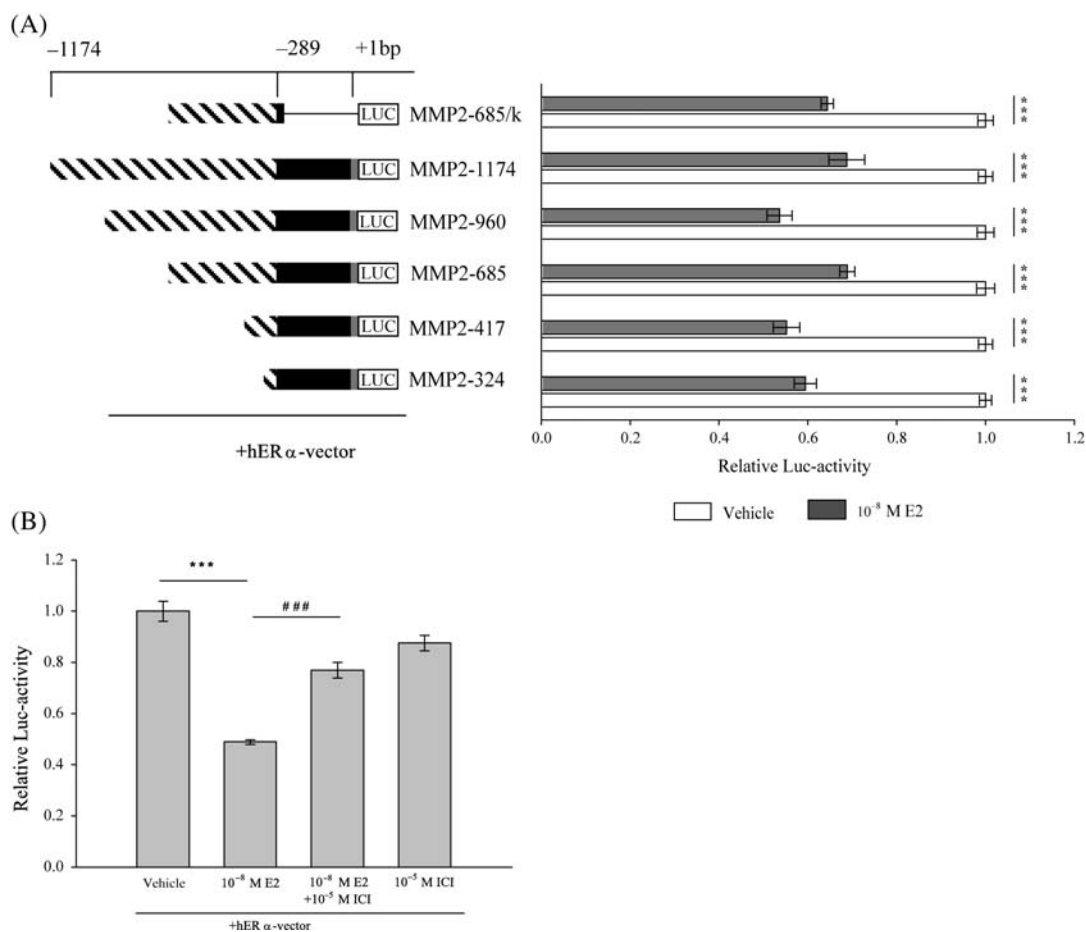 (A)
−1174
−289
+1bp
LUC
MMP2-685/k
***
LUC
MMP2-1174
***
LUC
MMP2-960
***
LUC
MMP2-685
***
LUC
MMP2-417
***
LUC
MMP2-324
***
+hER α-vector
0.0 0.2 0.4 0.6 0.8 1.0 1.2
Relative Luc-activity
Vehicle
10⁻⁸ M E2
(B)
Relative Luc-activity
1.2
1.0
0.8
0.6
0.4
0.2
0.0
***
###
Vehicle
10⁻⁸ M E2
10⁻⁸ M E2
+10⁻⁵ M ICI
10⁻⁵ M ICI
+hER α-vector